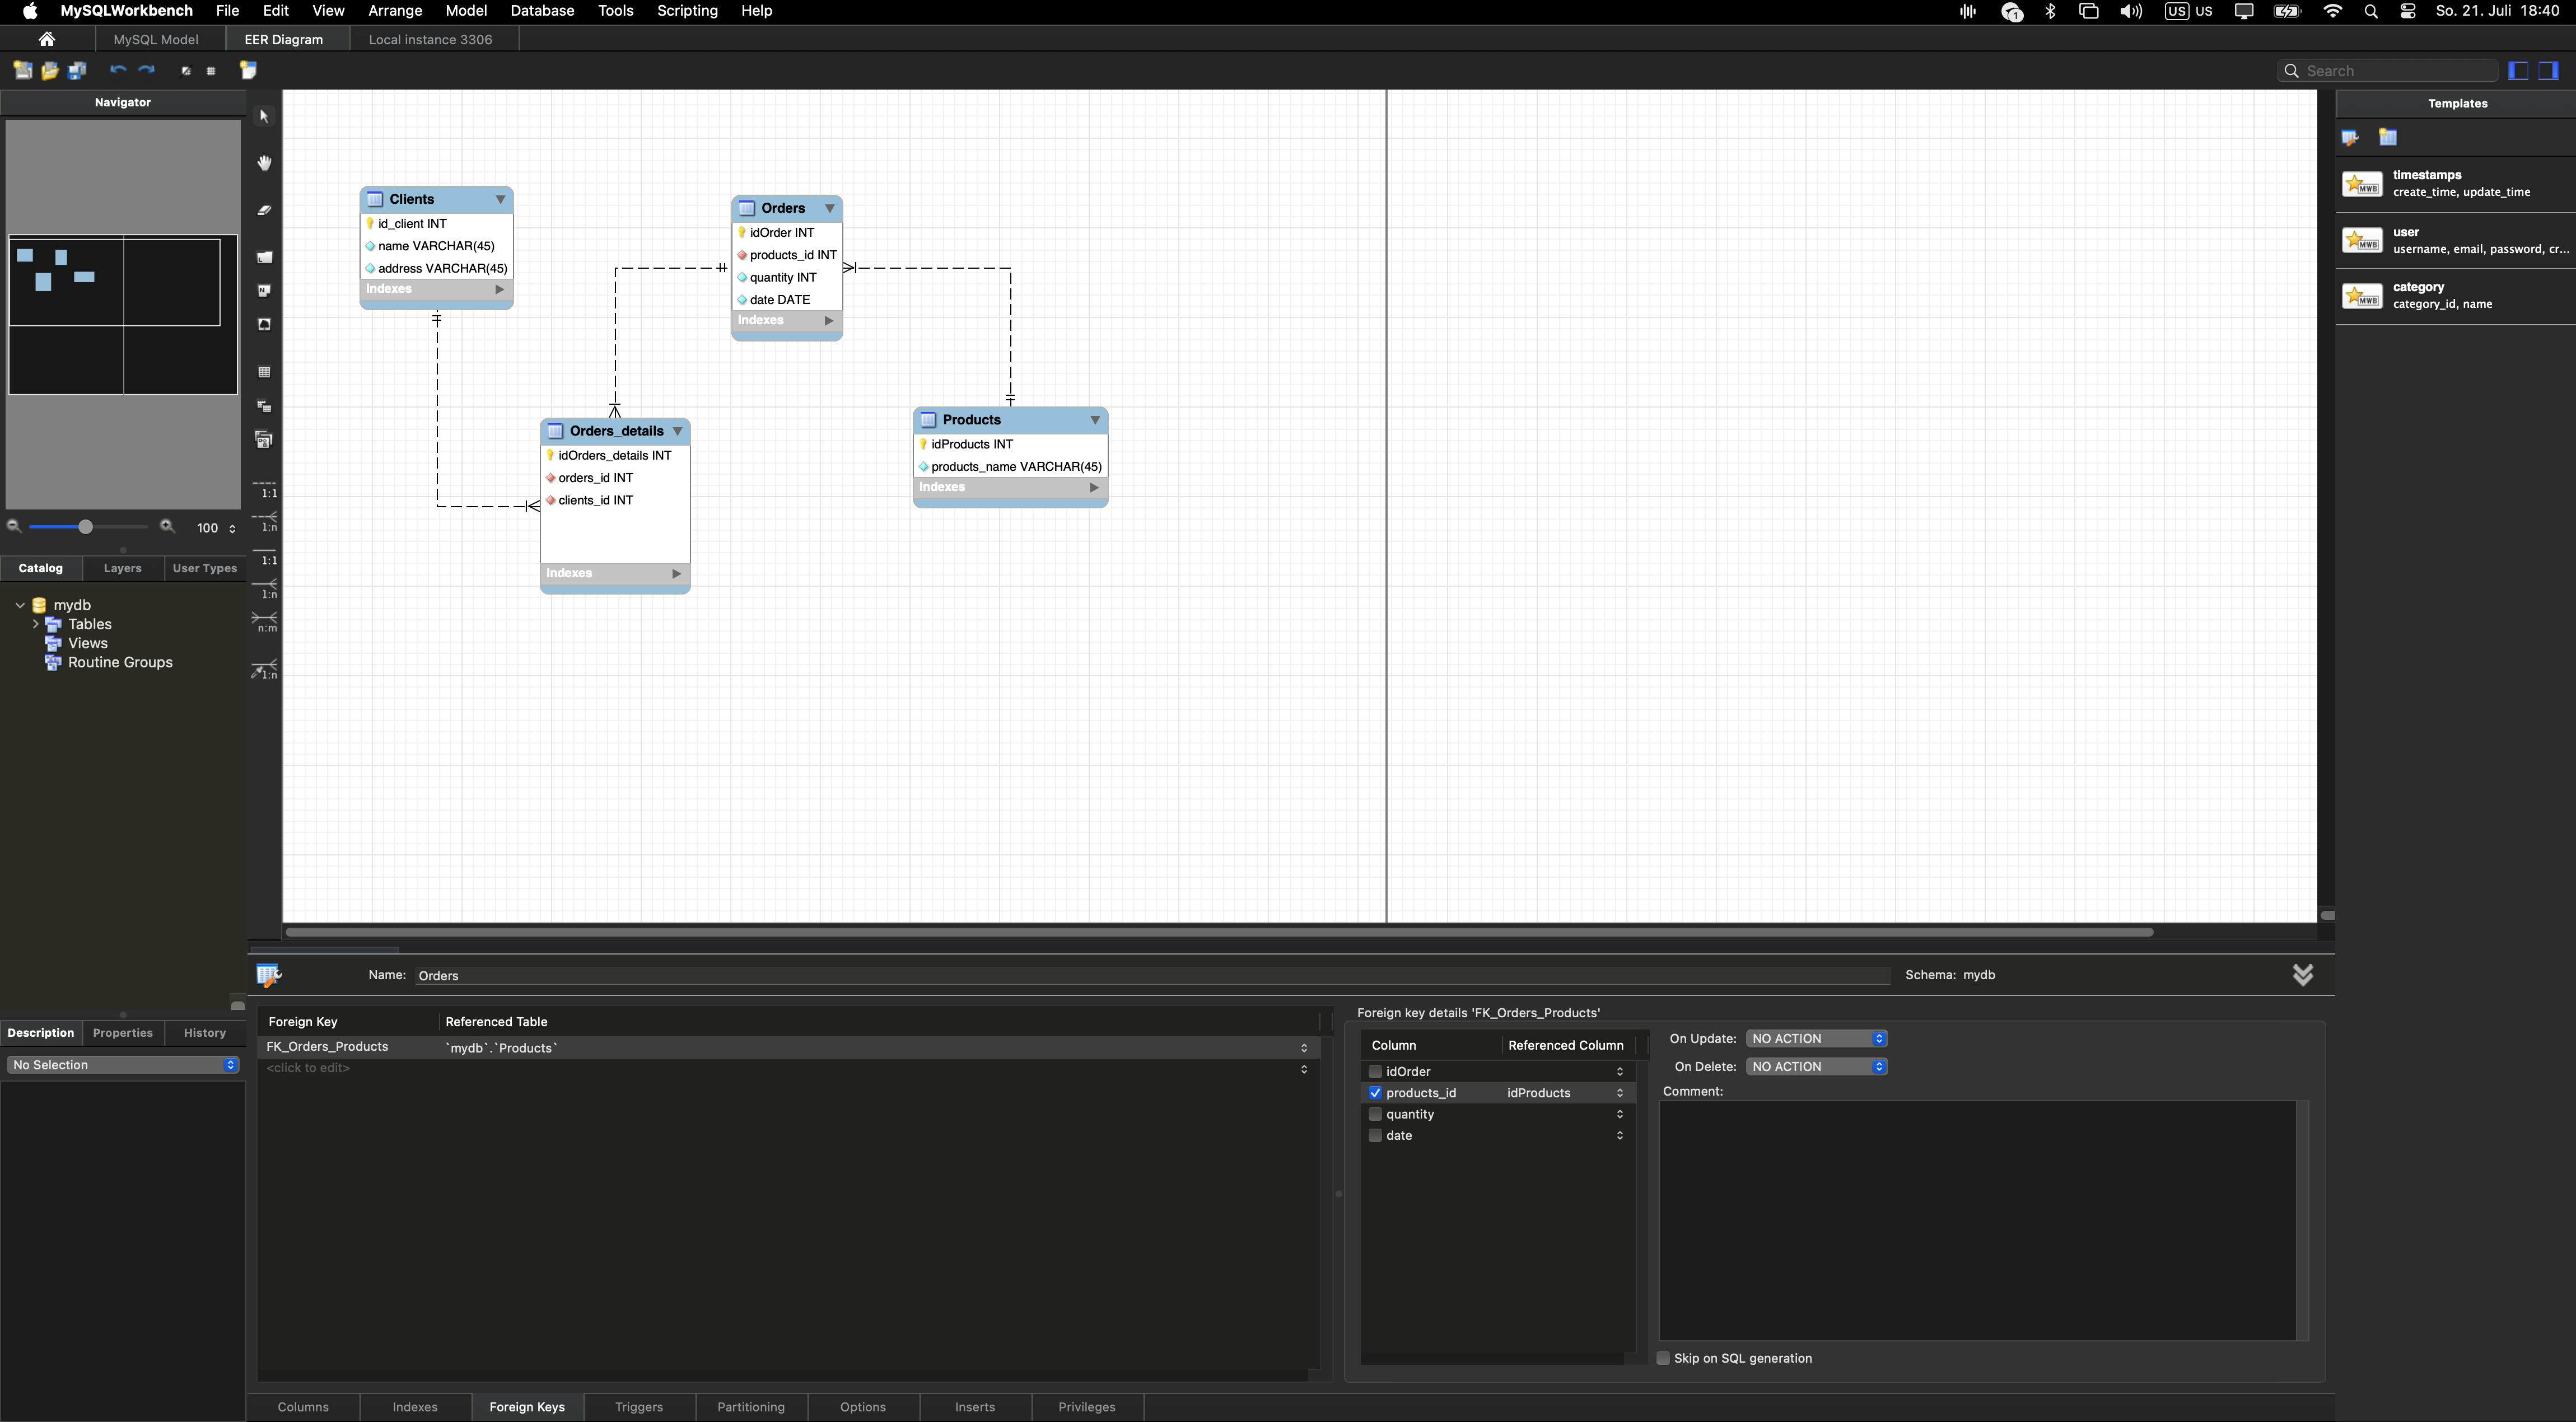 MySQLWorkbench File Edit View Arrange Model Database Tools Scripting Help
1 US US So. 21. Juli 18:40
MySQL Model EER Diagram Local instance 3306
Search
Navigator
100
Catalog Layers User Types
mydb
Tables
Views
Routine Groups
Description Properties History
No Selection
1:1
1:n
1:1
1:n
n:m
1:n
Clients
id_client INT
name VARCHAR(45)
address VARCHAR(45)
Indexes
Orders
idOrder INT
products_id INT
quantity INT
date DATE
Indexes
Orders_details
idOrders_details INT
orders_id INT
clients_id INT
Indexes
Products
idProducts INT
products_name VARCHAR(45)
Indexes
Templates
MWB
timestamps
create_time, update_time
MWB
user
username, email, password, cr...
MWB
category
category_id, name
Name: Orders Schema: mydb
Foreign Key Referenced Table
FK_Orders_Products `mydb`.`Products`
<click to edit>
Foreign key details 'FK_Orders_Products'
Column Referenced Column
idOrder
products_id idProducts
quantity
date
On Update: NO ACTION
On Delete: NO ACTION
Comment:
Skip on SQL generation
Columns Indexes Foreign Keys Triggers Partitioning Options Inserts Privileges